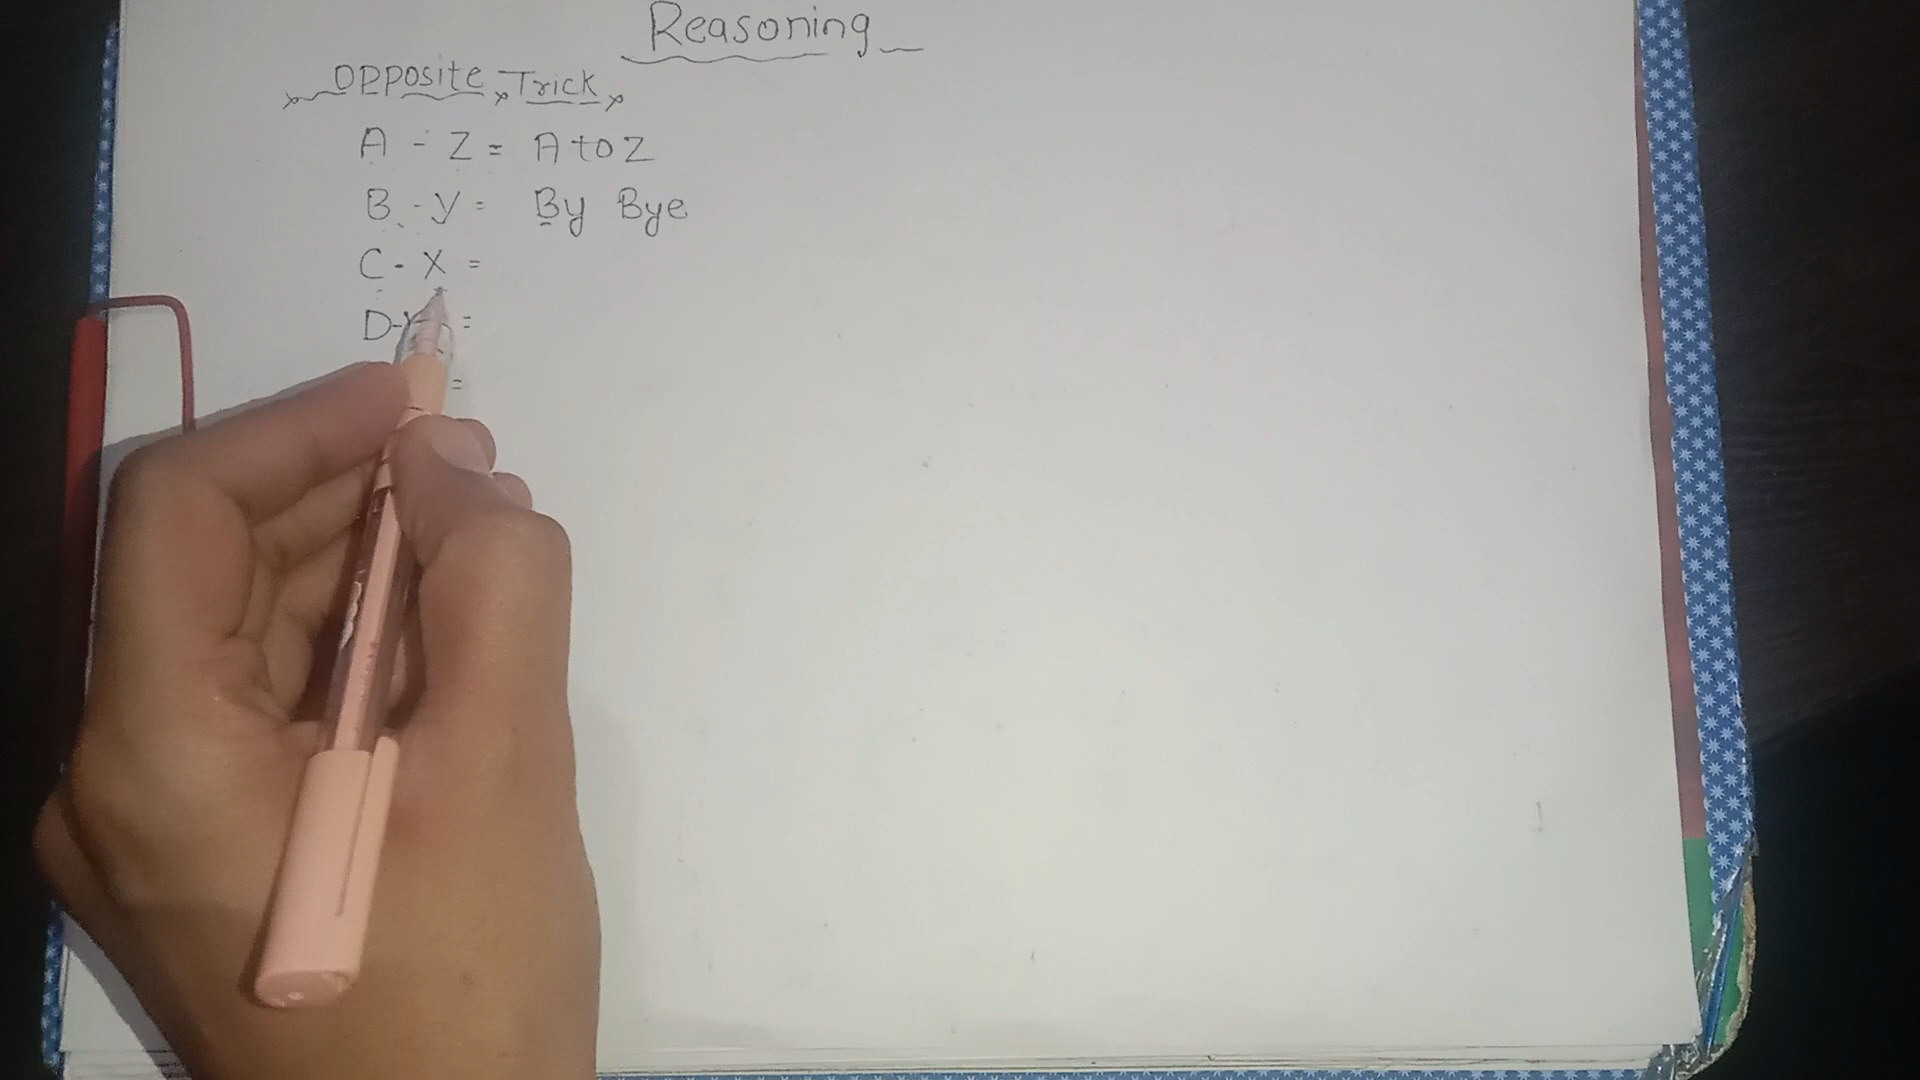 Reasoning
Opposite Trick
A - Z = A to Z
B - Y = By Bye
C - X =
D - =
=